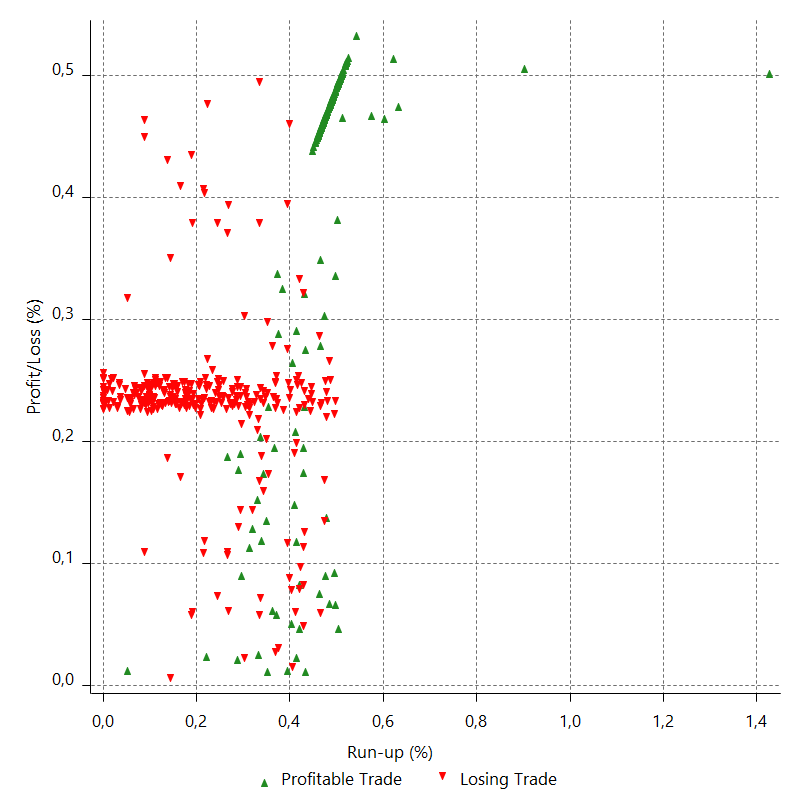 0,5
0,4
0,3
0,2
0,1
0,0
Profit/Loss (%)
0,0 0,2 0,4 0,6 0,8 1,0 1,2 1,4
Run-up (%)
Profitable Trade Losing Trade